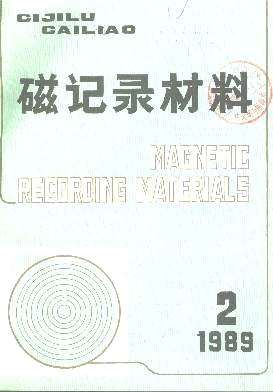 CIJILU
CAILIAO
磁记录材料
MAGNETIC
RECORDING MATERIALS
2
1989